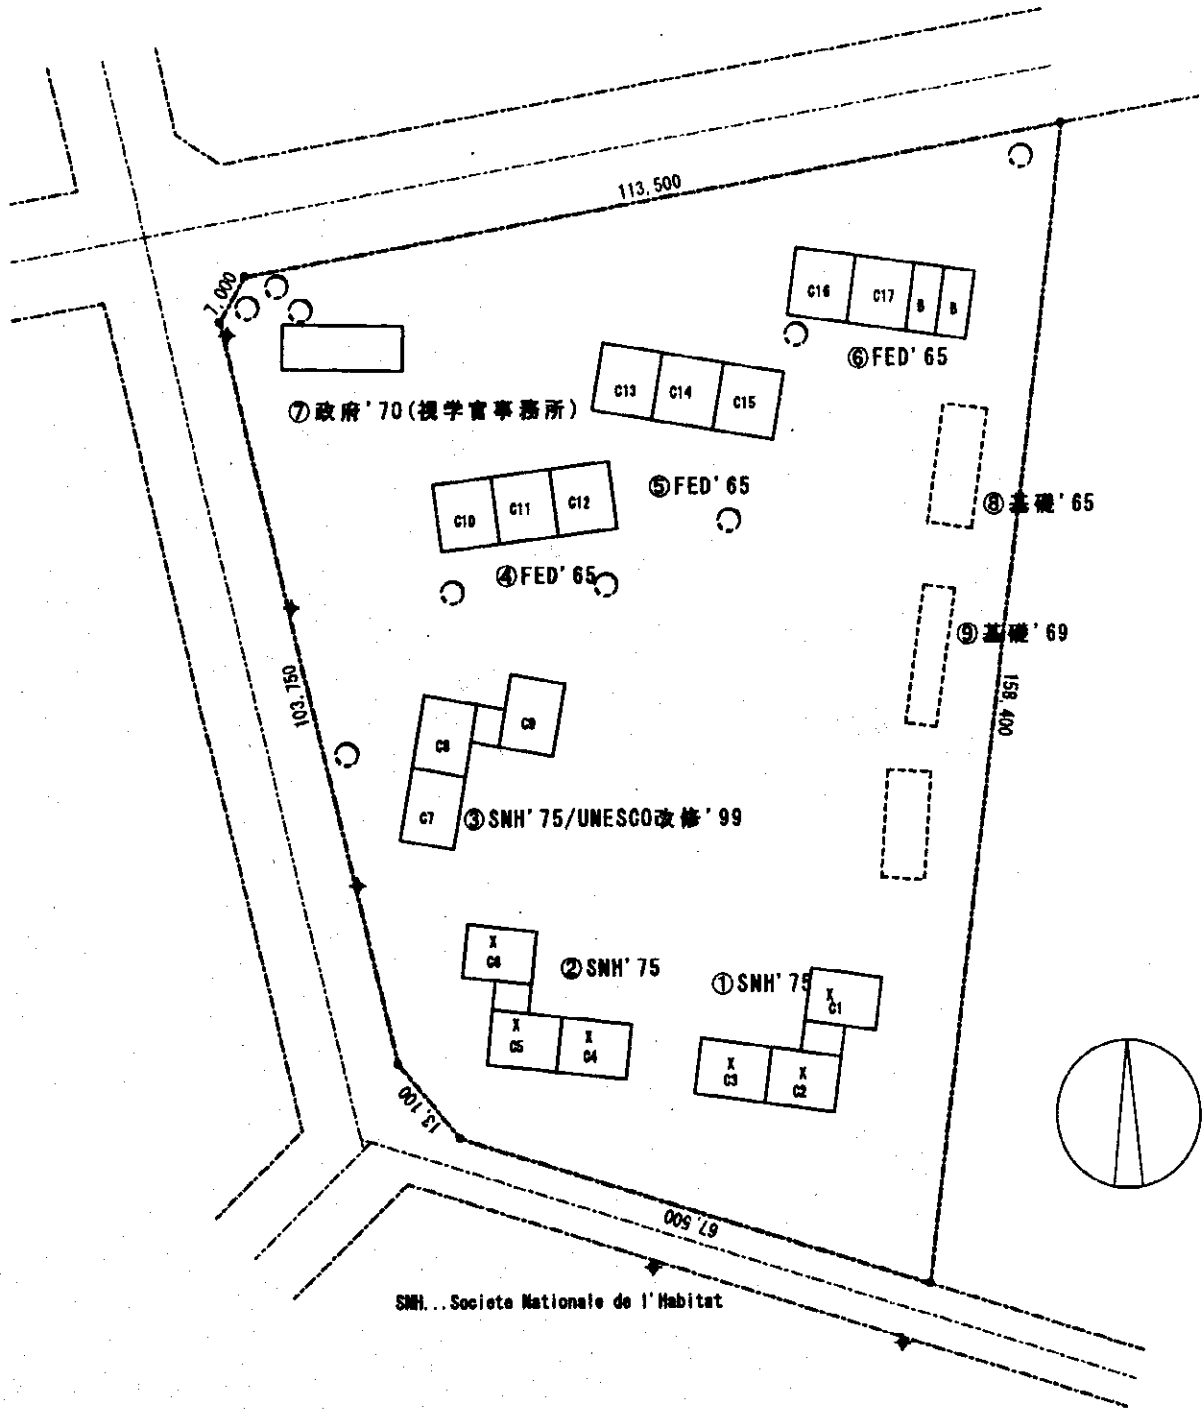 113,500
7,000
C16
C17
B
B
⑥FED'65
C13
C14
C15
⑦政府'70(視学官事務所)
⑤FED'65
C10
C11
C12
⑧基礎'65
④FED'65
⑨基礎'69
103,750
158,400
C8
C9
C7
③SNH'75/UNESCO改修'99
X
C6
②SNH'75
①SNH'75
X
C1
X
C5
X
C4
X
C3
X
C2
13,100
67,500
SNH...Societe Nationale de l'Habitat